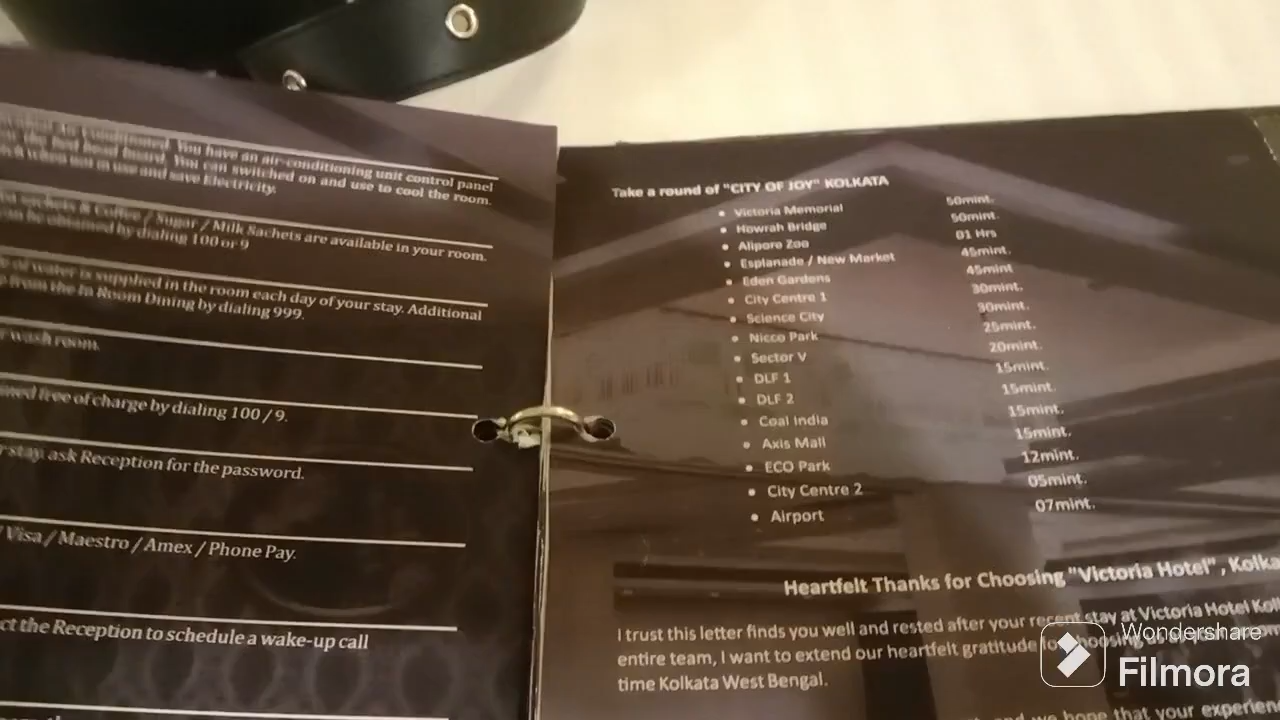 Air Conditioned. You have an air-conditioning unit control panel
the bed head board. You can switched on and use to cool the room.
when not in use and save Electricity.
sachets & Coffee / Sugar / Milk Sachets are available in your room.
can be obtained by dialing 100 or 9
of water is supplied in the room each day of your stay. Additional
from the In Room Dining by dialing 999.
wash room.
free of charge by dialing 100 / 9.
stay, ask Reception for the password.
/ Visa / Maestro / Amex / Phone Pay.
the Reception to schedule a wake-up call
Take a round of "CITY OF JOY" KOLKATA
• Victoria Memorial 50mint.
• Howrah Bridge 50mint.
• Alipore Zoo 01 Hrs
• Esplanade / New Market 45mint.
• Eden Gardens 45mint
• City Centre 1 30mint.
• Science City 30mint.
• Nicco Park 25mint.
• Sector V 20mint.
• DLF 1 15mint.
• DLF 2 15mint.
• Coal India 15mint.
• Axis Mall 15mint.
• ECO Park 12mint.
• City Centre 2 05mint.
• Airport 07mint.
Heartfelt Thanks for Choosing "Victoria Hotel" ,
I trust this letter finds you well and rested after your recent stay at Victoria Hotel
entire team, I want to extend our heartfelt gratitude
time Kolkata West Bengal.
and we hope that your
Wondershare
Filmora